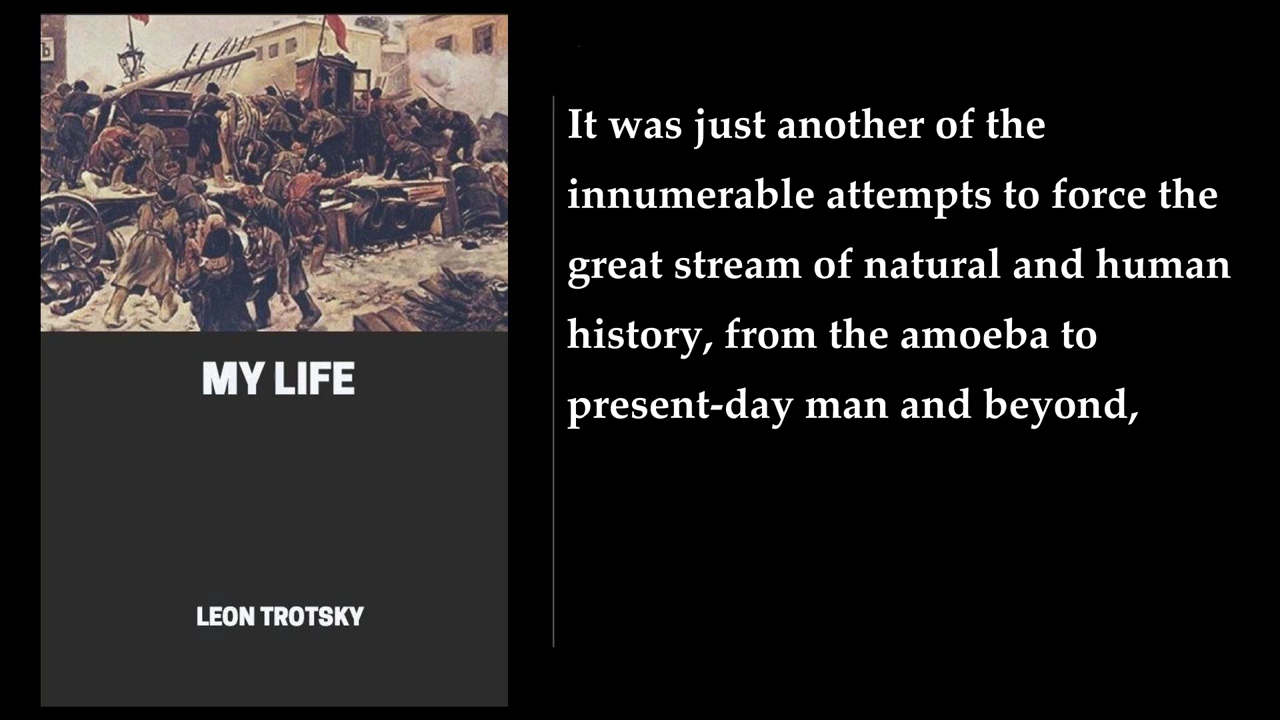 MY LIFE
LEON TROTSKY
It was just another of the
innumerable attempts to force the
great stream of natural and human
history, from the amoeba to
present-day man and beyond,